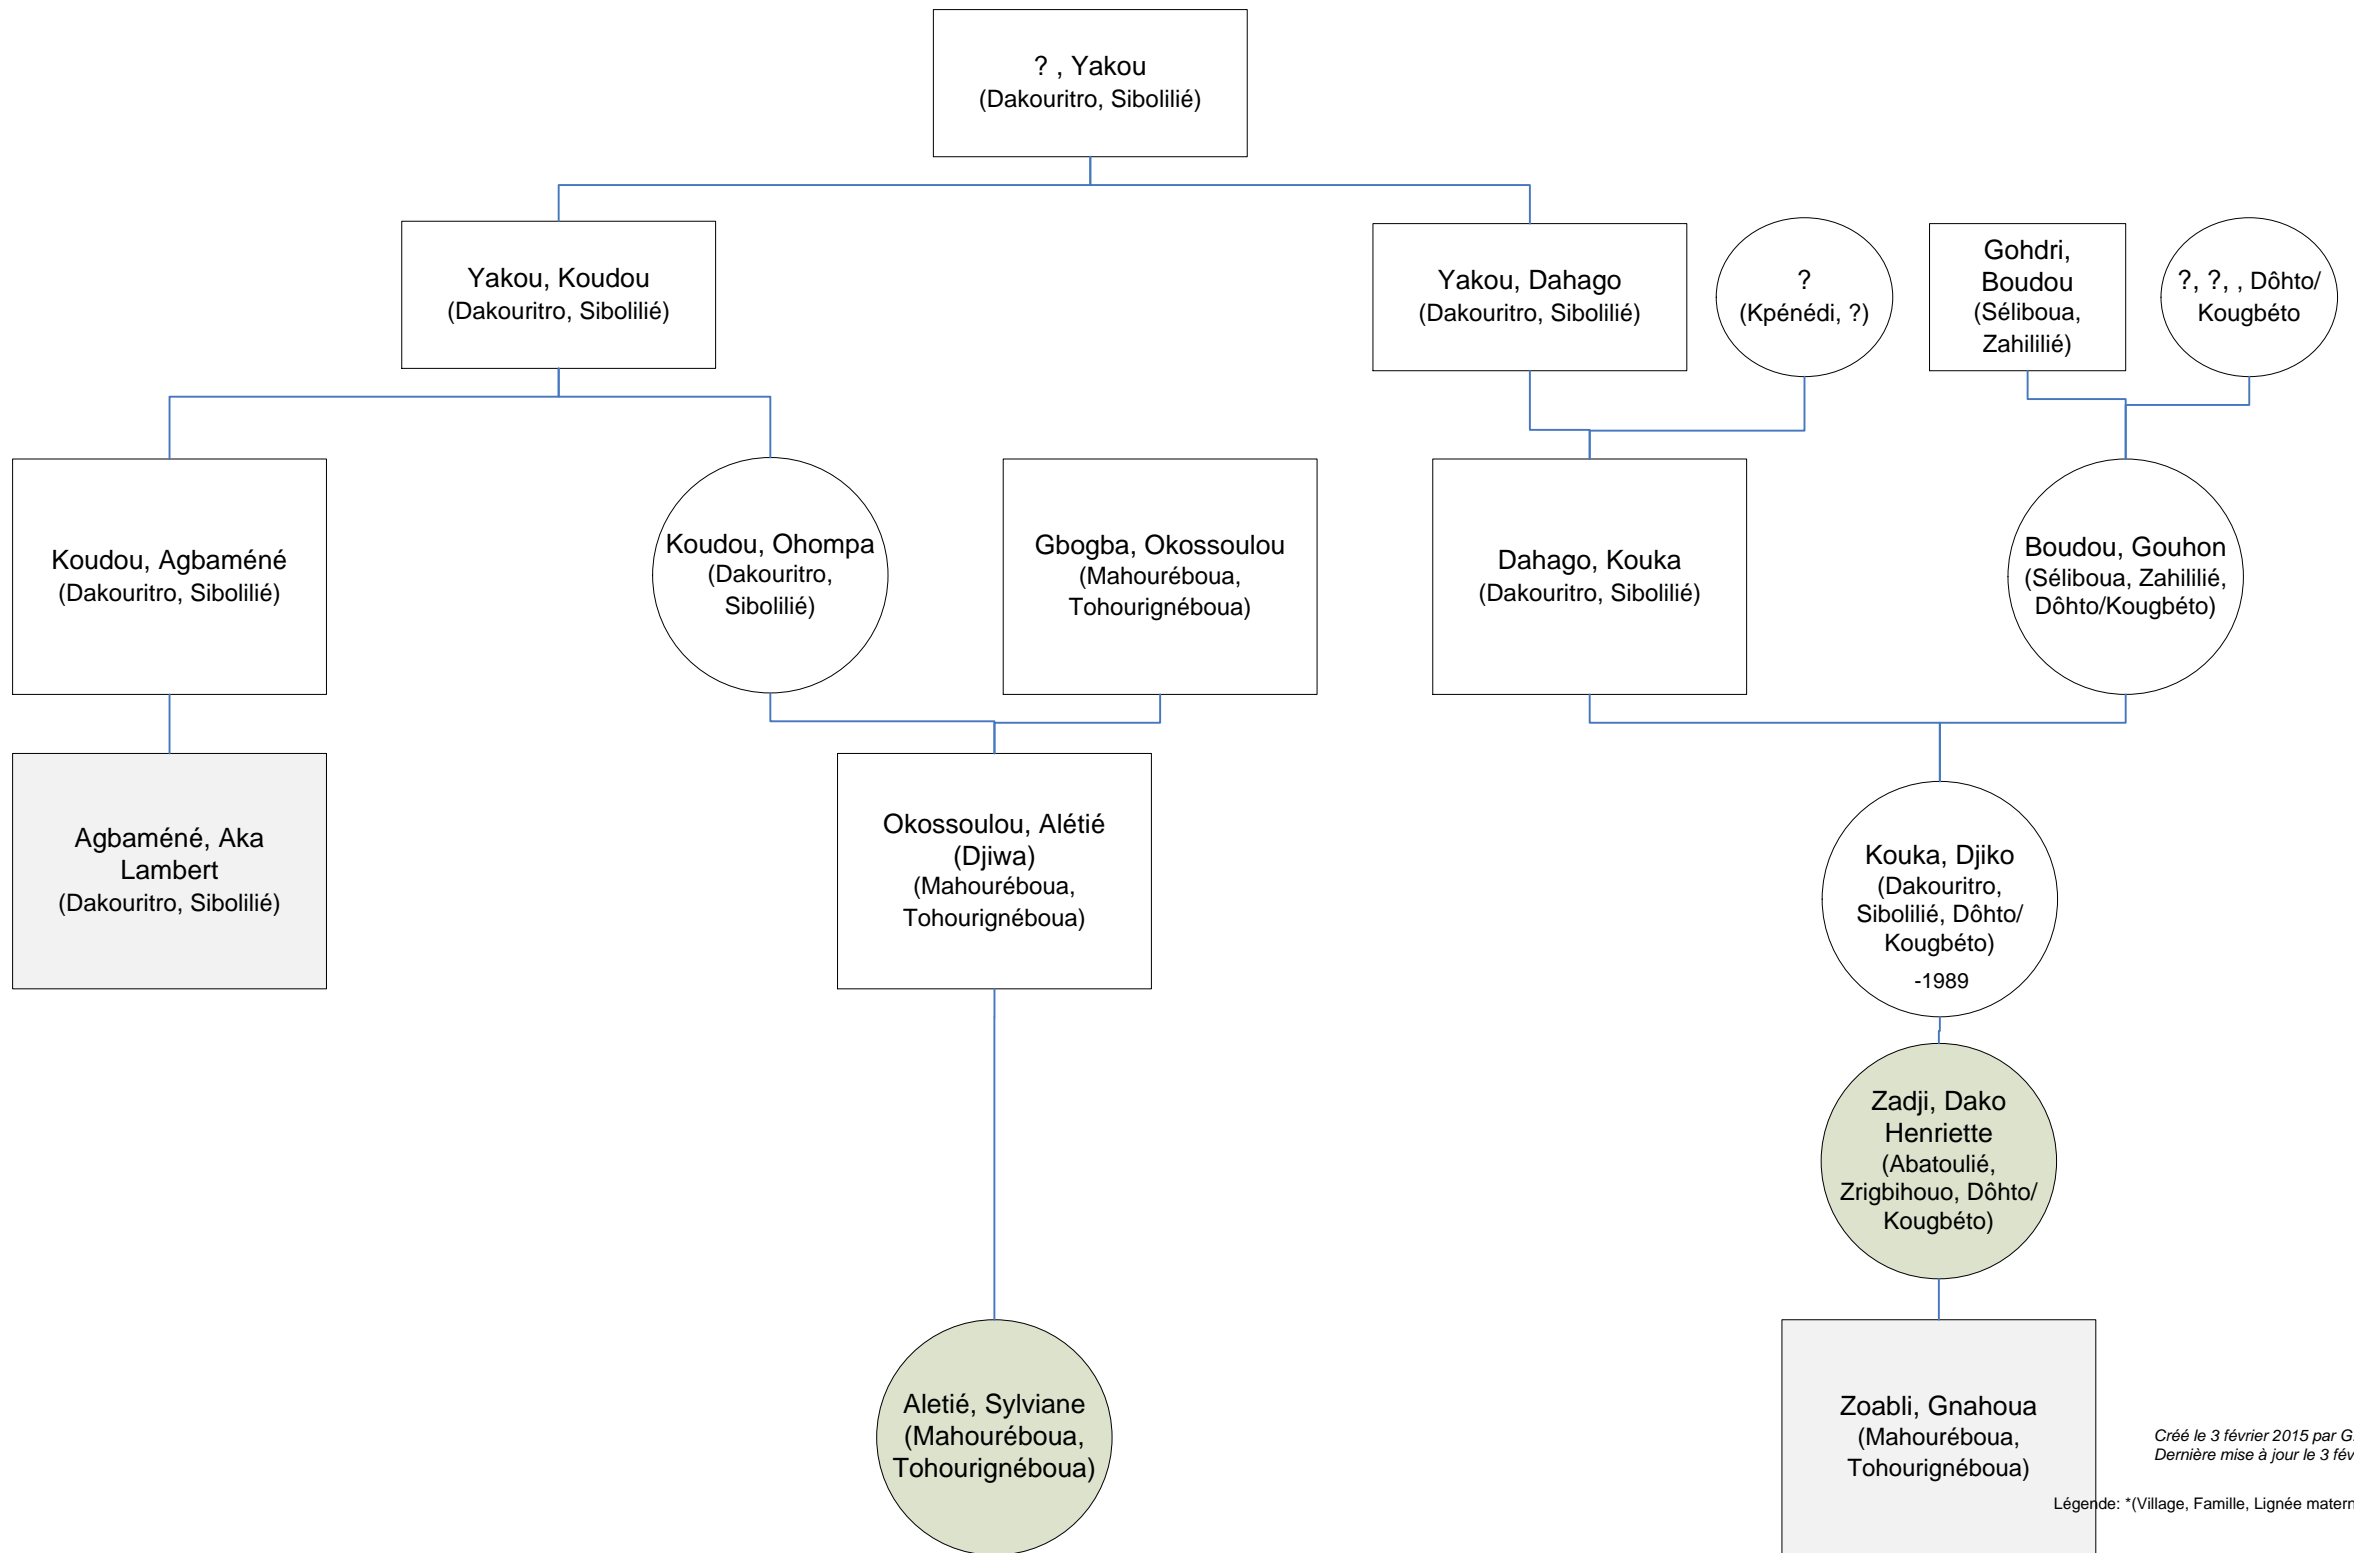 ? , Yakou
(Dakouritro, Sibolilié)
Yakou, Koudou
(Dakouritro, Sibolilié)
Yakou, Dahago
(Dakouritro, Sibolilié)
?
(Kpénédi, ?)
Gohdri,
Boudou
(Séliboua,
Zahililié)
?, ?, , Dôhto/
Kougbéto
Koudou, Agbaméné
(Dakouritro, Sibolilié)
Koudou, Ohompa
(Dakouritro,
Sibolilié)
Gbogba, Okossoulou
(Mahouréboua,
Tohourignéboua)
Dahago, Kouka
(Dakouritro, Sibolilié)
Boudou, Gouhon
(Séliboua, Zahililié,
Dôhto/Kougbéto)
Agbaméné, Aka
Lambert
(Dakouritro, Sibolilié)
Okossoulou, Alétié
(Djiwa)
(Mahouréboua,
Tohourignéboua)
Kouka, Djiko
(Dakouritro,
Sibolilié, Dôhto/
Kougbéto)
-1989
Zadji, Dako
Henriette
(Abatoulié,
Zrigbihouo, Dôhto/
Kougbéto)
Aletié, Sylviane
(Mahouréboua,
Tohourignéboua)
Zoabli, Gnahoua
(Mahouréboua,
Tohourignéboua)
Créé le 3 février 2015 par G.
Dernière mise à jour le 3 fév
Légende: *(Village, Famille, Lignée matern